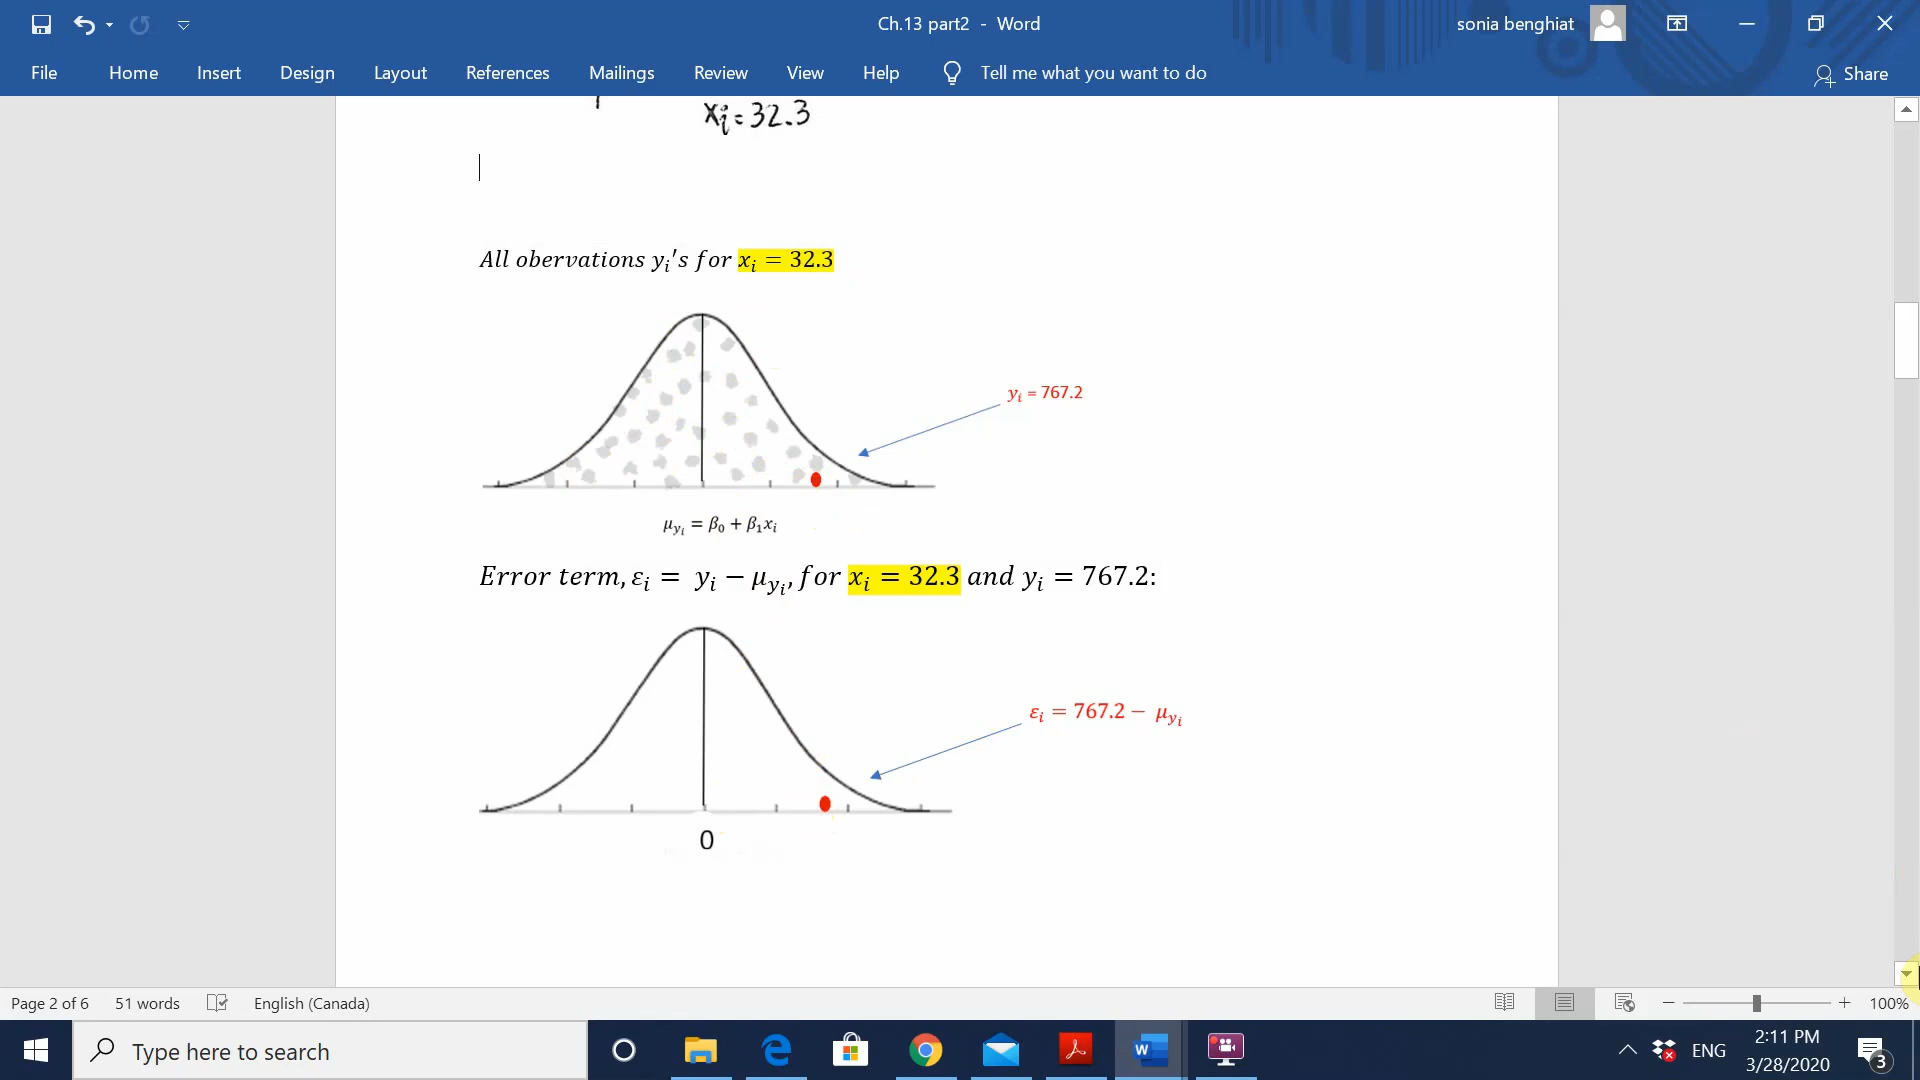 Ch.13 part2 - Word
sonia benghiat
File Home Insert Design Layout References Mailings Review View Help Tell me what you want to do Share
xi = 32.3
All obervations yi's for xi = 32.3
yi = 767.2
μyi = β0 + β1xi
Error term, εi = yi − μyi, for xi = 32.3 and yi = 767.2:
εi = 767.2 − μyi
0
Page 2 of 6 51 words English (Canada) 100%
Type here to search
ENG
2:11 PM
3/28/2020
3